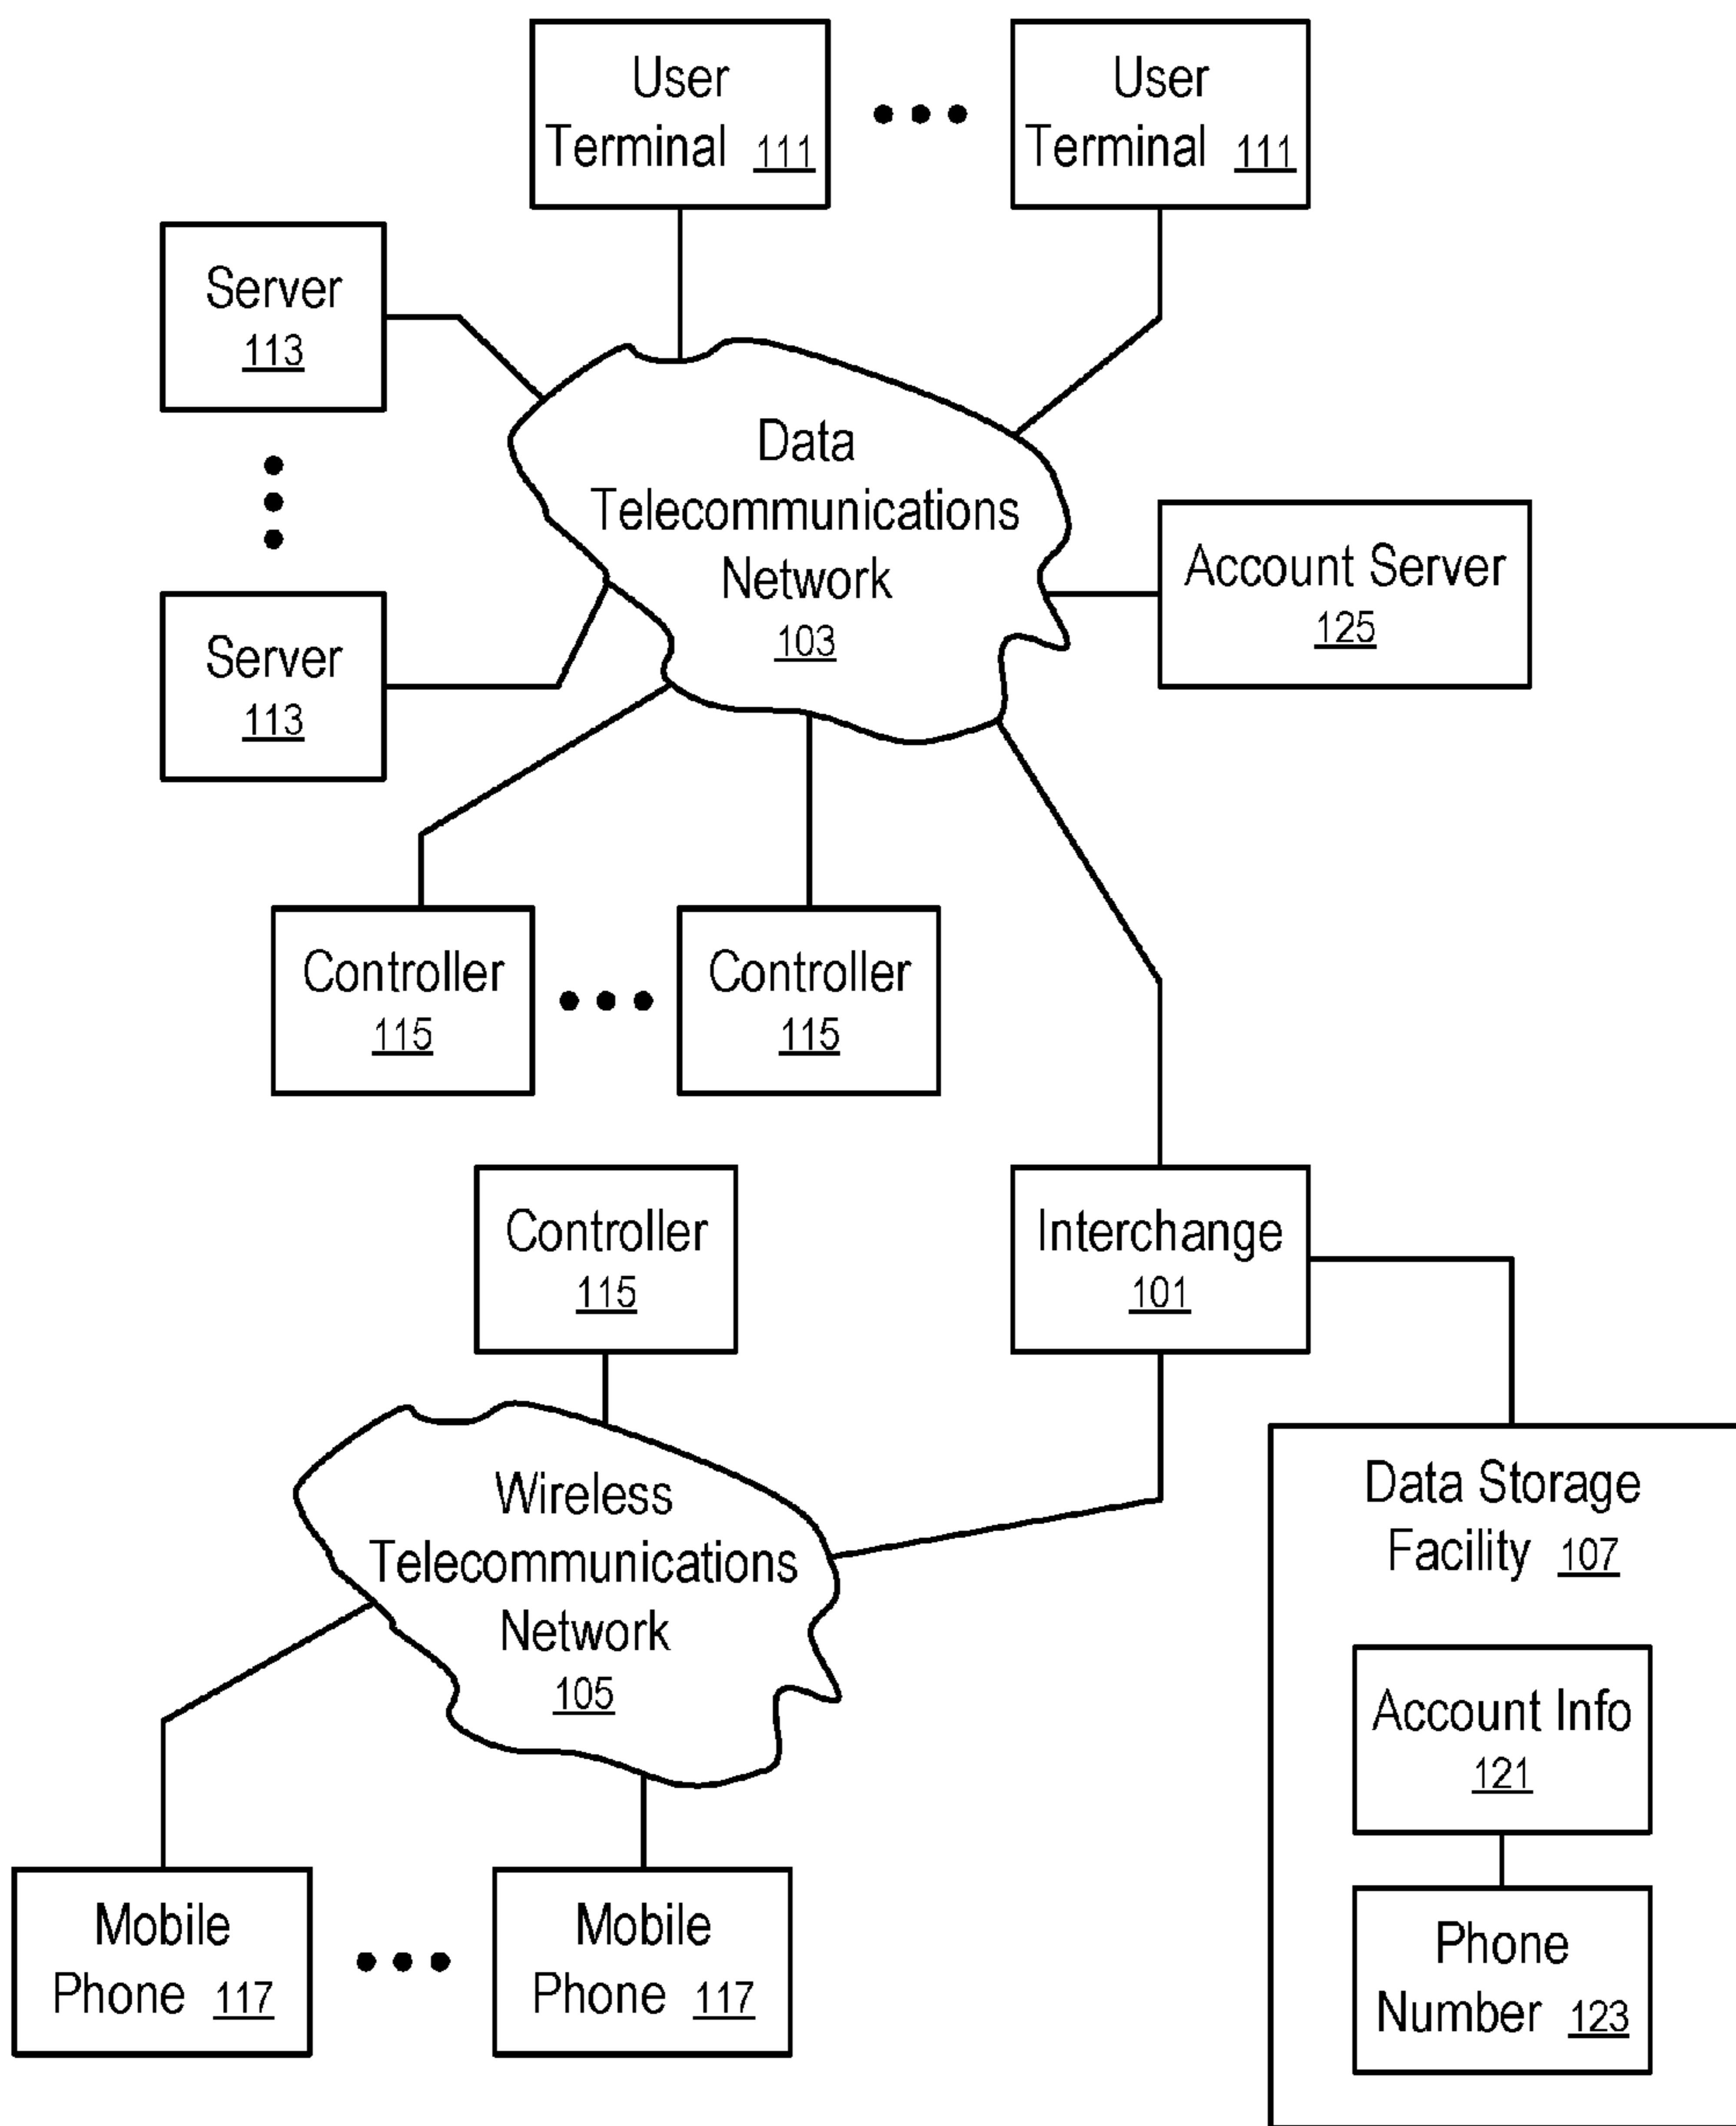 User
Terminal 111
User
Terminal 111
Server
113
Data
Telecommunications
Network
103
Account Server
125
Server
113
Controller
115
Controller
115
Controller
115
Interchange
101
Wireless
Telecommunications
Network
105
Data Storage
Facility 107
Account Info
121
Mobile
Phone 117
Mobile
Phone 117
Phone
Number 123